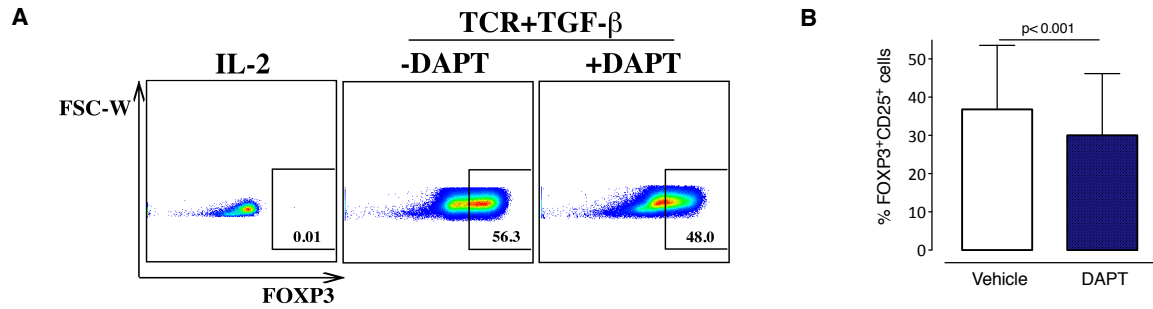 A
TCR+TGF-β
IL-2
-DAPT
+DAPT
FSC-W
0.01
56.3
48.0
FOXP3
B
p< 0.001
% FOXP3+CD25+ cells
50
40
30
20
10
0
Vehicle
DAPT